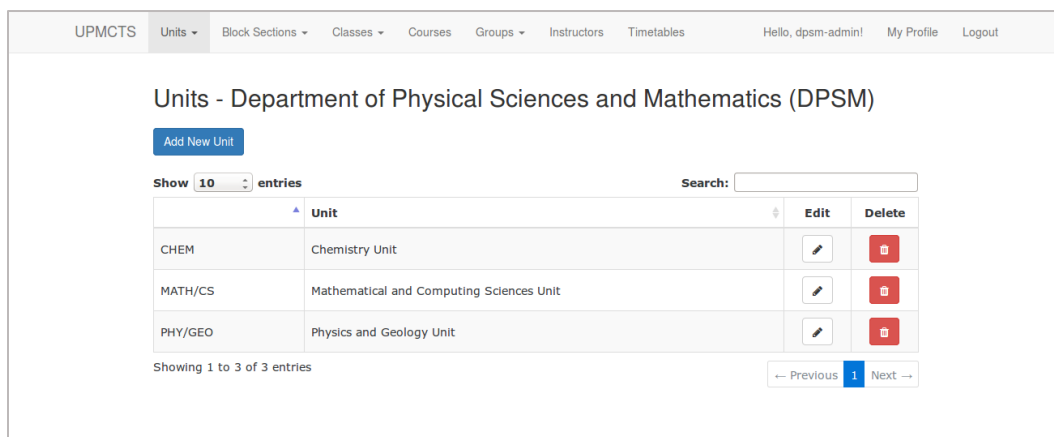 UPMCTS Units Block Sections Classes Courses Groups Instructors Timetables Hello, dpsm-admin! My Profile Logout
Units - Department of Physical Sciences and Mathematics (DPSM)
Add New Unit
Show 10 entries Search:
Unit Edit Delete
CHEM Chemistry Unit
MATH/CS Mathematical and Computing Sciences Unit
PHY/GEO Physics and Geology Unit
Showing 1 to 3 of 3 entries
← Previous 1 Next →